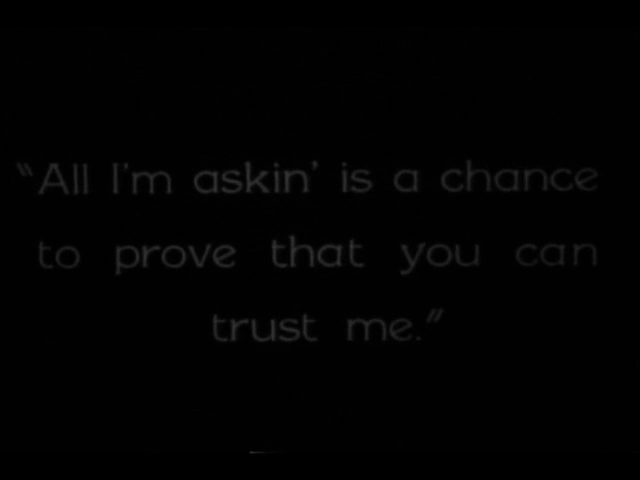 "All I'm askin' is a chance
to prove that you can
trust me."